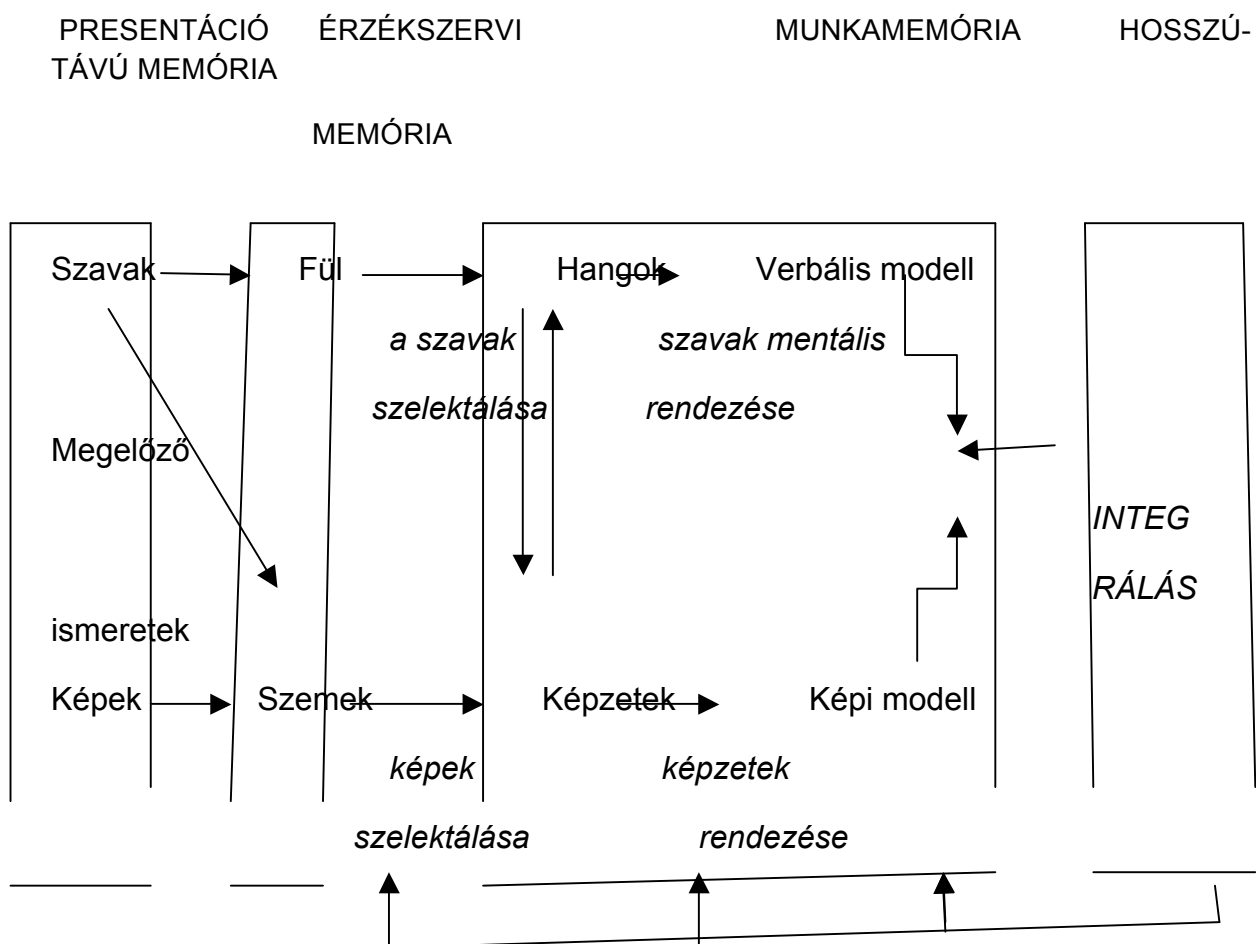 PRESENTÁCIÓ ÉRZÉKSZERVI MUNKAMEMÓRIA HOSSZÚ-
TÁVÚ MEMÓRIA
MEMÓRIA
Szavak Fül Hangok Verbális modell
a szavak szavak mentális
szelektálása rendezése
Megelőző
INTEG
RÁLÁS
ismeretek
Képek Szemek Képzetek Képi modell
képek képzetek
szelektálása rendezése